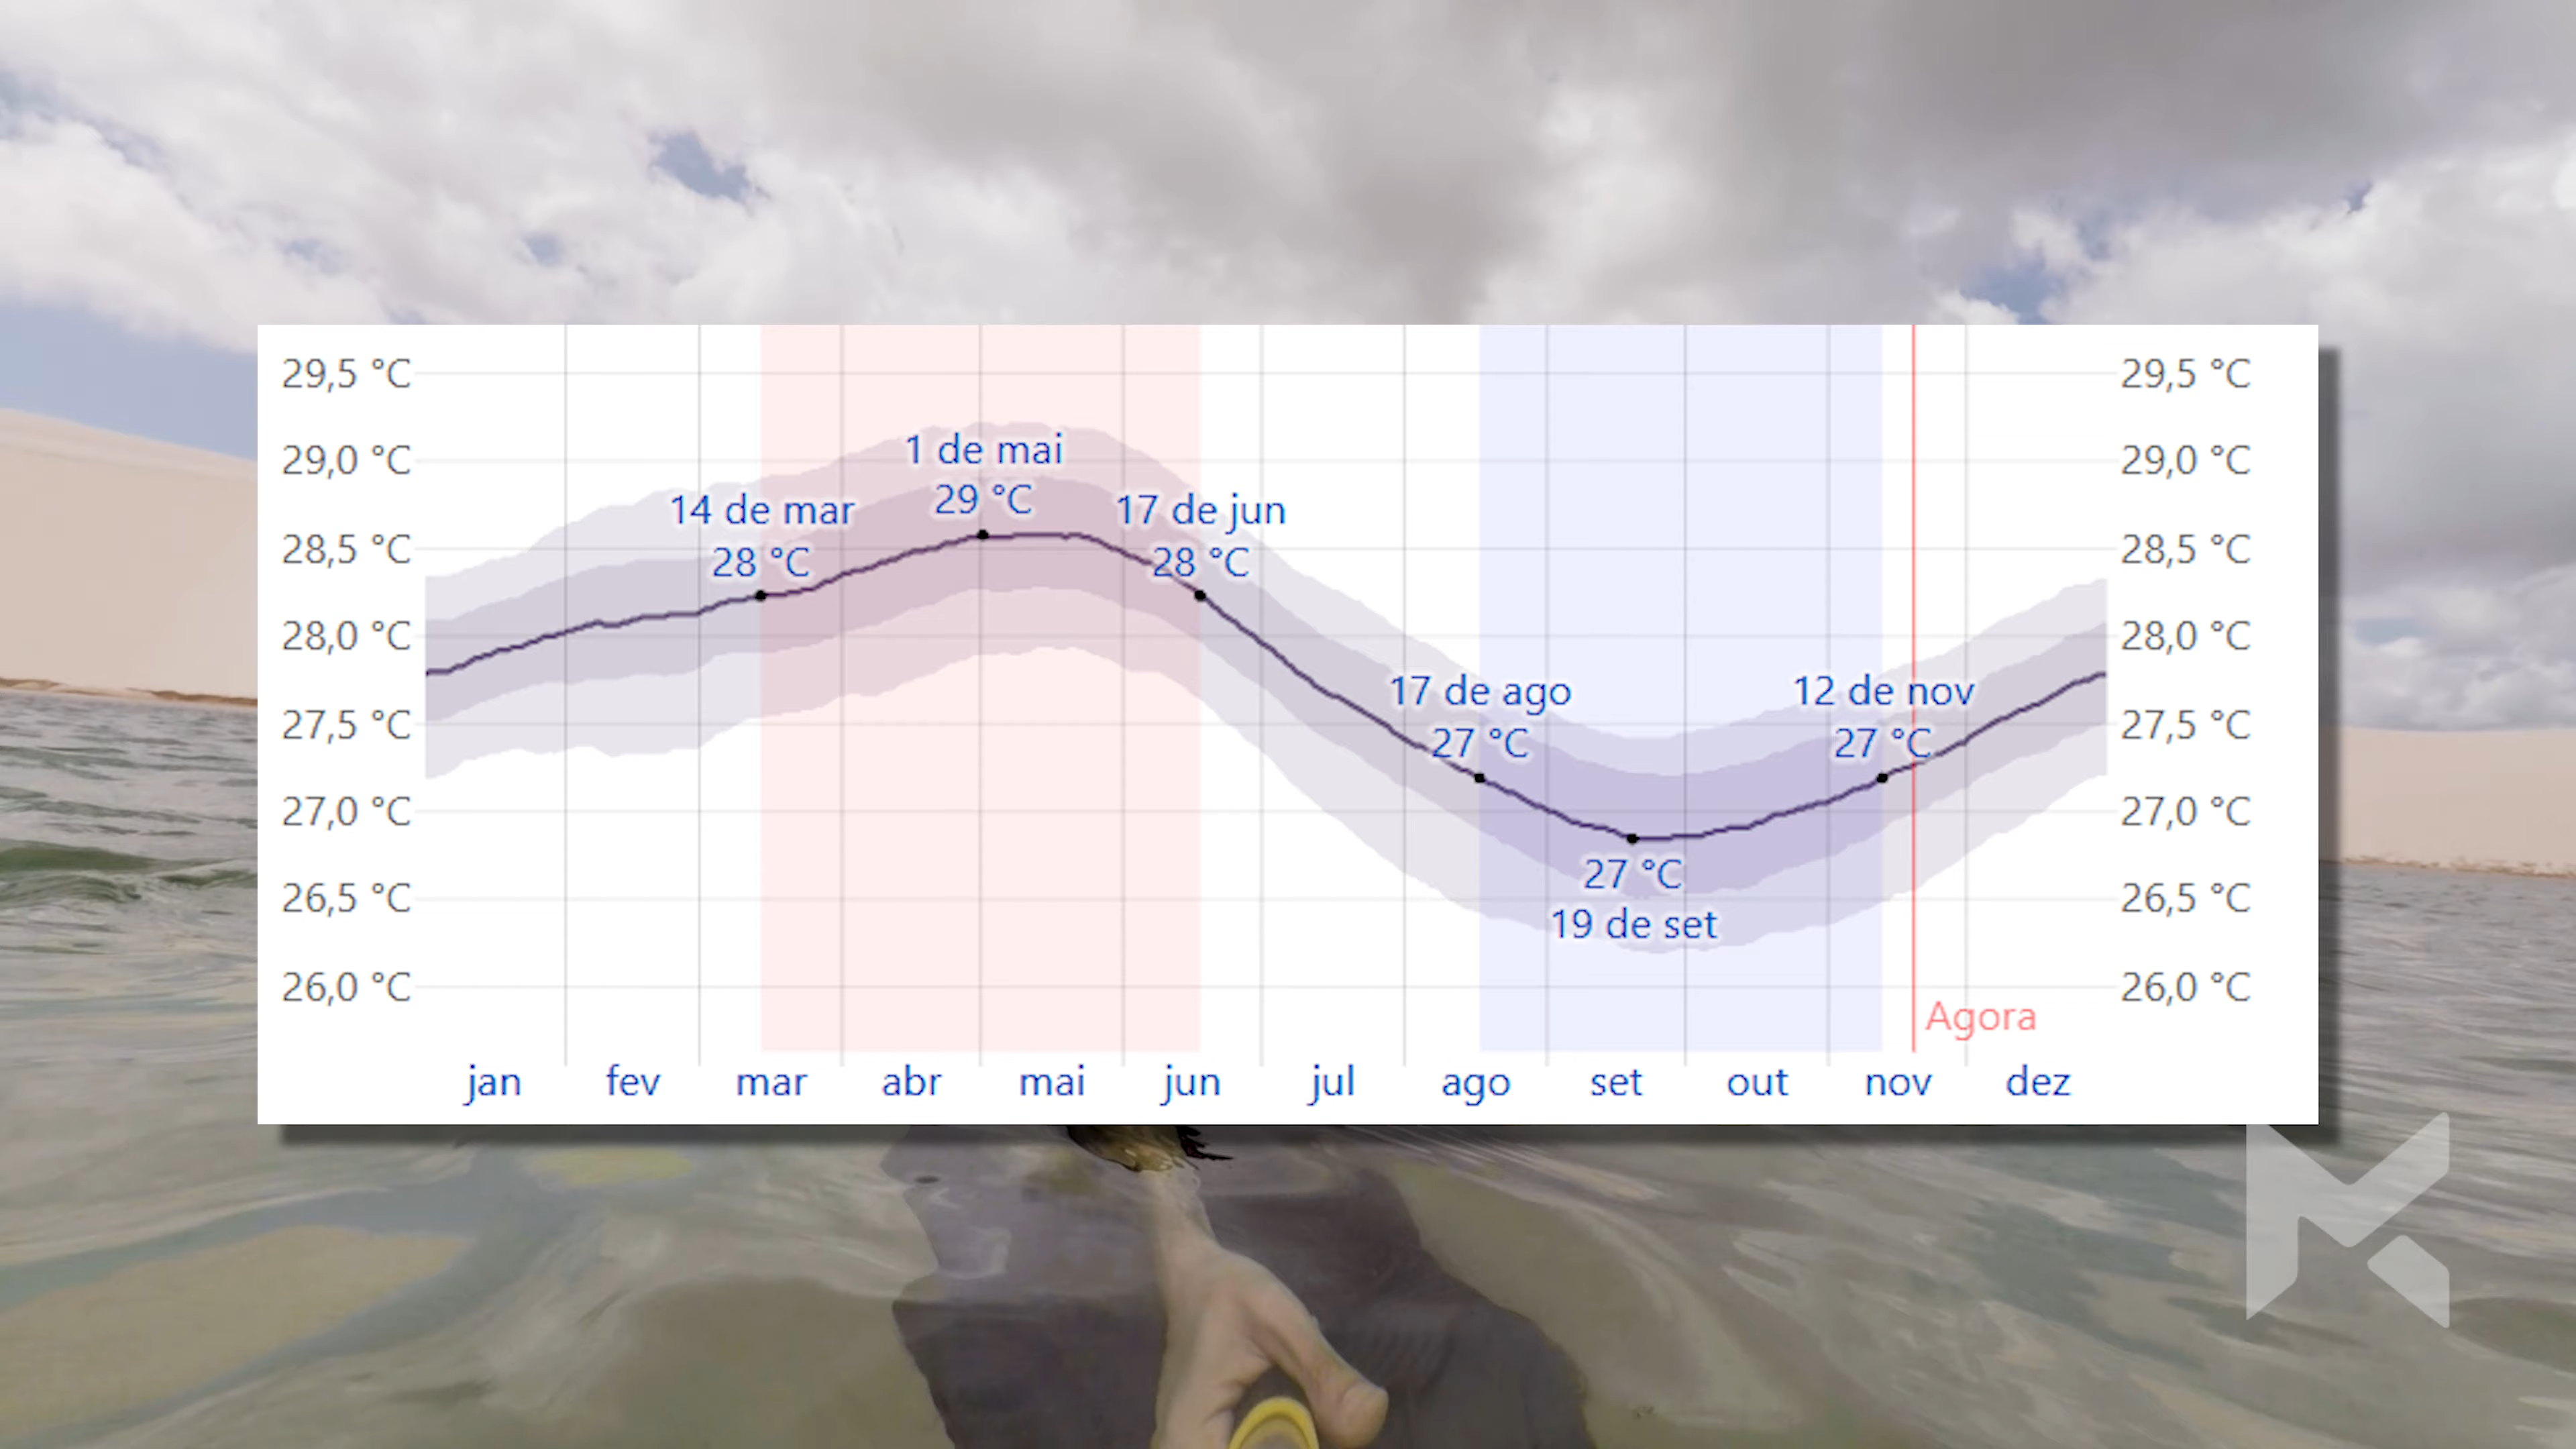 29,5 °C
29,5 °C
29,0 °C
1 de mai
29,0 °C
29 °C
14 de mar
17 de jun
28,5 °C
28 °C
28 °C
28,5 °C
28,0 °C
28,0 °C
17 de ago
12 de nov
27,5 °C
27 °C
27 °C
27,5 °C
27,0 °C
27,0 °C
27 °C
26,5 °C
19 de set
26,5 °C
26,0 °C
26,0 °C
Agora
jan fev mar abr mai jun jul ago set out nov dez